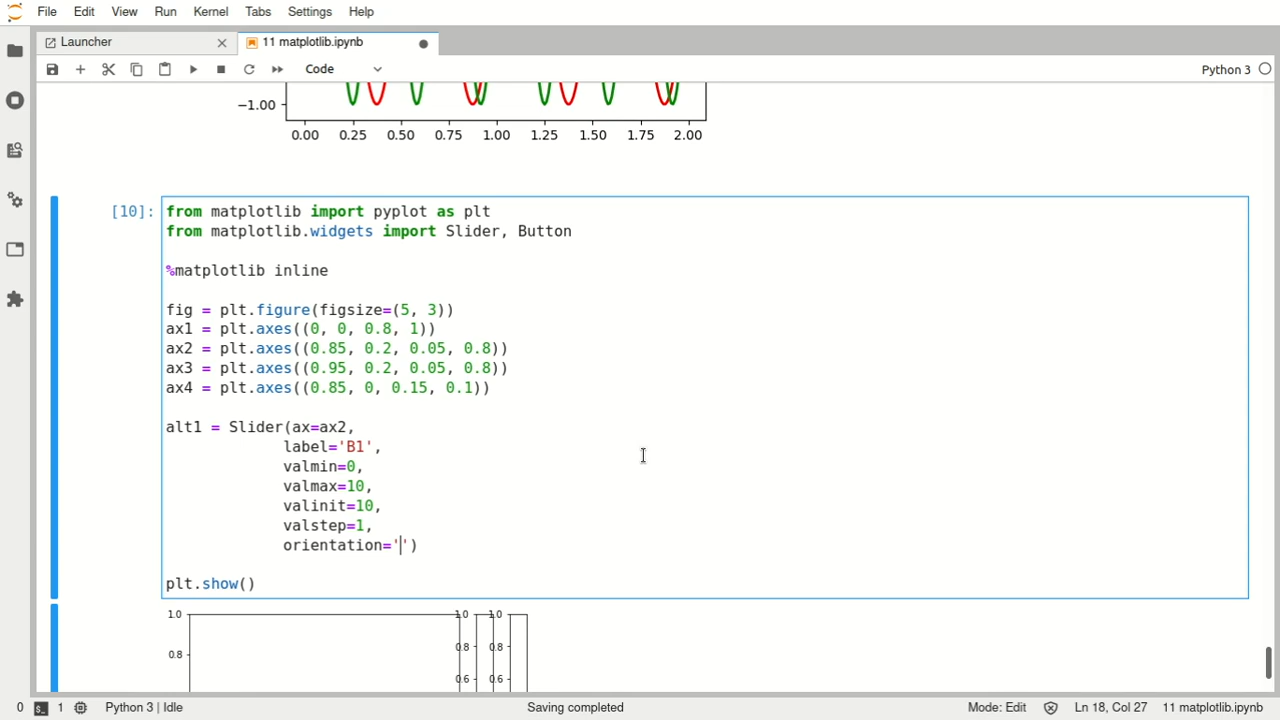 File Edit View Run Kernel Tabs Settings Help
Launcher
11 matplotlib.ipynb
Code
Python 3
−1.00
0.00 0.25 0.50 0.75 1.00 1.25 1.50 1.75 2.00
[10]:
from matplotlib import pyplot as plt
from matplotlib.widgets import Slider, Button
%matplotlib inline
fig = plt.figure(figsize=(5, 3))
ax1 = plt.axes((0, 0, 0.8, 1))
ax2 = plt.axes((0.85, 0.2, 0.05, 0.8))
ax3 = plt.axes((0.95, 0.2, 0.05, 0.8))
ax4 = plt.axes((0.85, 0, 0.15, 0.1))
alt1 = Slider(ax=ax2,
label='B1',
valmin=0,
valmax=10,
valinit=10,
valstep=1,
orientation='')
plt.show()
1.0 1.0 1.0
0.8 0.8 0.8
0.6 0.6
0 1 Python 3 | Idle Saving completed Mode: Edit Ln 18, Col 27 11 matplotlib.ipynb